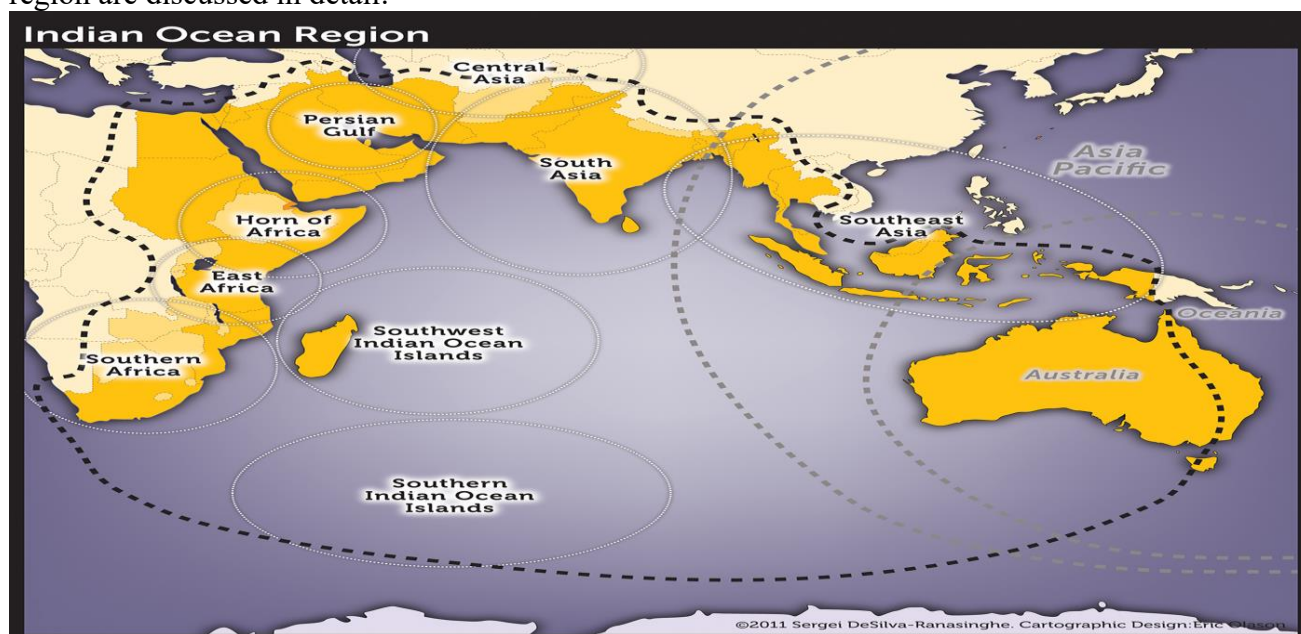 region are discussed in detail.
Indian Ocean Region
Central
Asia
Persian
Gulf
South
Asia
Asia
Pacific
Horn of
Africa
Southeast
Asia
East
Africa
Oceania
Southwest
Indian Ocean
Islands
Southern
Africa
Australia
Southern
Indian Ocean
Islands
©2011 Sergei DeSilva-Ranasinghe. Cartographic Design:Eric Olason